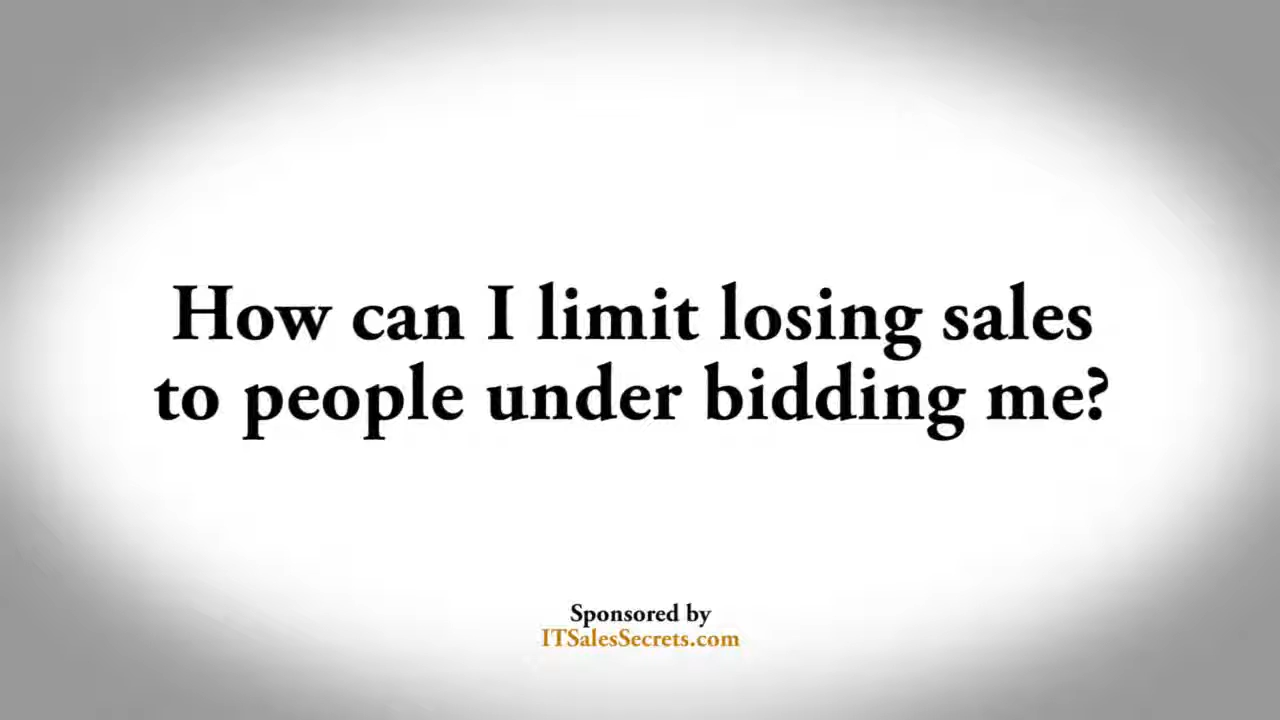 How can I limit losing sales
to people under bidding me?
Sponsored by
ITSalesSecrets.com